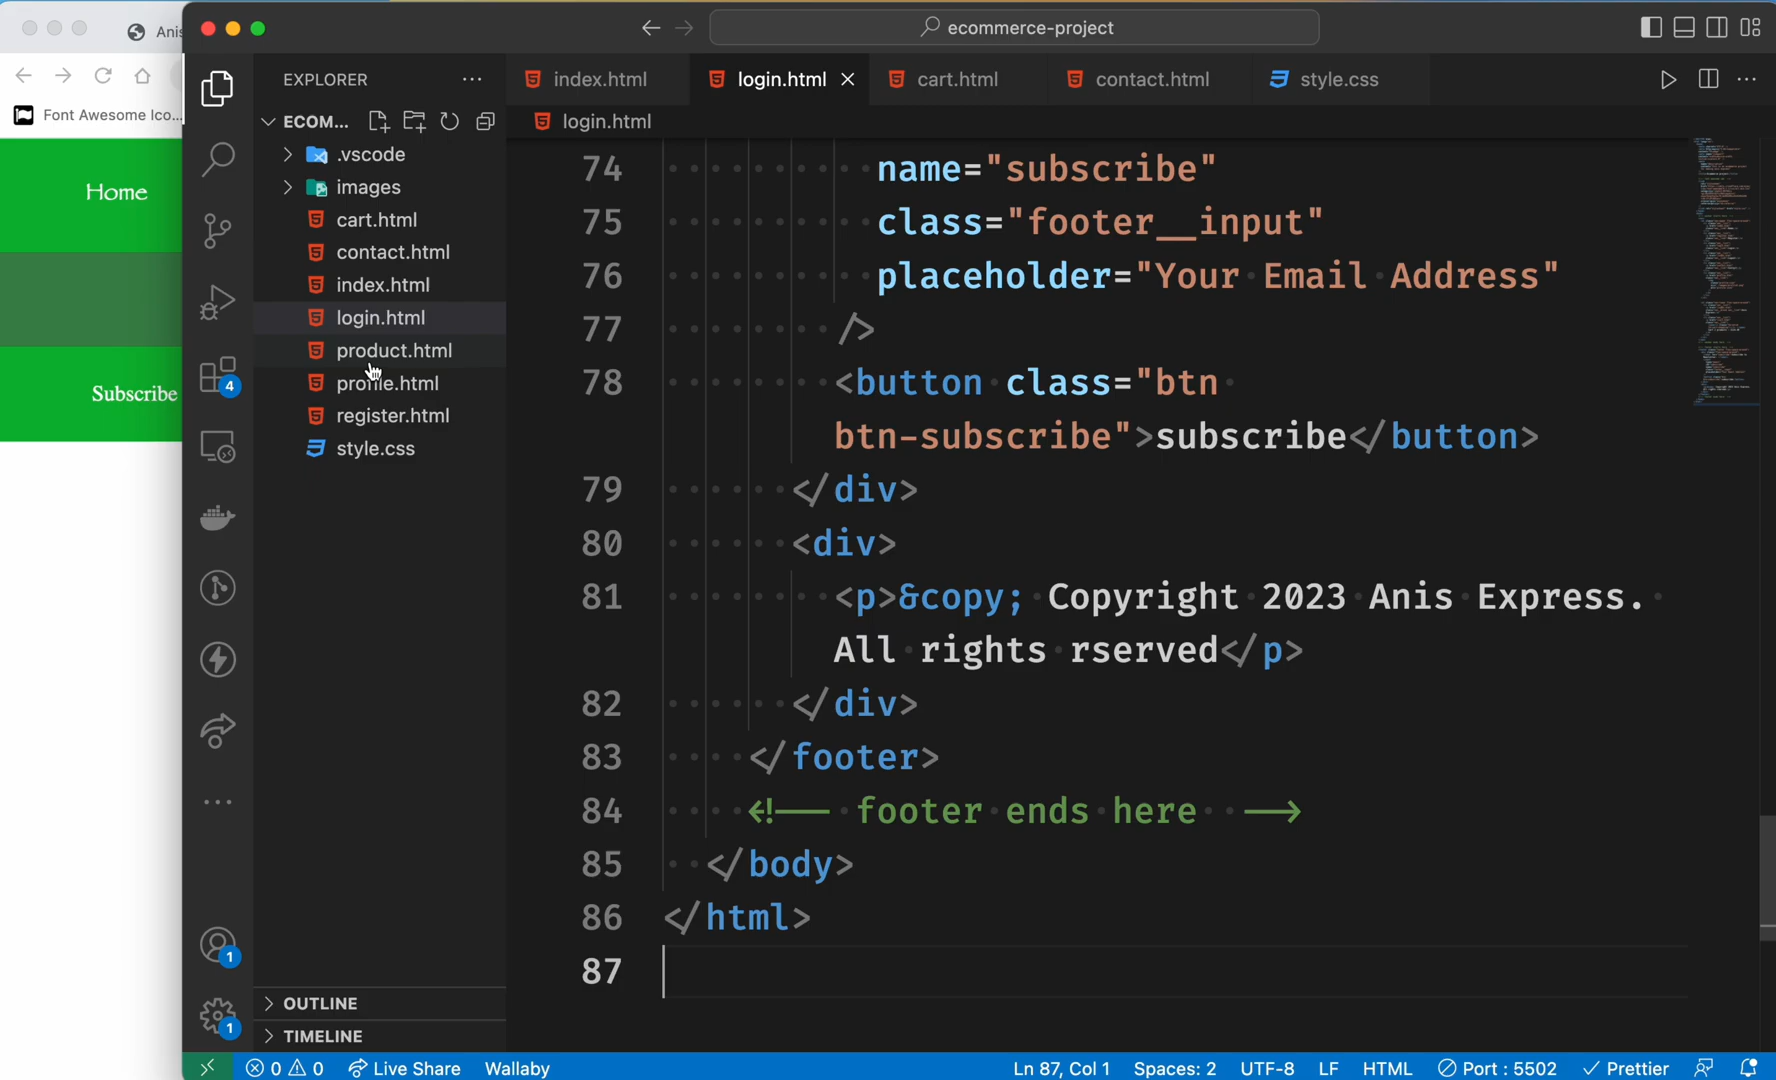 Anis
Font Awesome Ico...
Home
Subscribe
ecommerce-project
EXPLORER
ECOM...
.vscode
images
cart.html
contact.html
index.html
login.html
product.html
profile.html
register.html
style.css
OUTLINE
TIMELINE
4
1
1
index.html
login.html
cart.html
contact.html
style.css
login.html
74 name="subscribe"
75 class="footer__input"
76 placeholder="Your Email Address"
77 />
78 <button class="btn
btn-subscribe">subscribe</button>
79 </div>
80 <div>
81 <p>&copy; Copyright 2023 Anis Express.
All rights rserved</p>
82 </div>
83 </footer>
84 <!-- footer ends here -->
85 </body>
86 </html>
87
0 0 Live Share Wallaby Ln 87, Col 1 Spaces: 2 UTF-8 LF HTML Port : 5502 Prettier